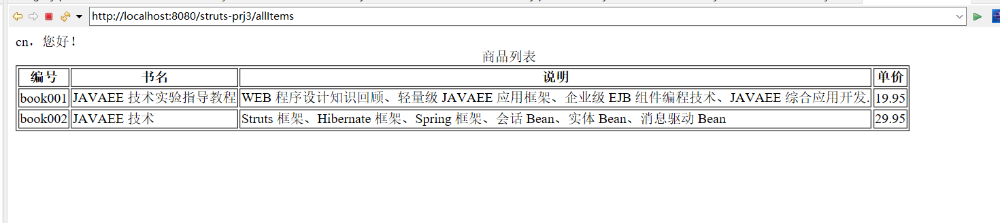 http://localhost:8080/struts-prj3/allItems
cn，您好！
商品列表
编号 书名 说明 单价
book001 JAVAEE 技术实验指导教程 WEB 程序设计知识回顾、轻量级 JAVAEE 应用框架、企业级 EJB 组件编程技术、JAVAEE 综合应用开发. 19.95
book002 JAVAEE 技术 Struts 框架、Hibernate 框架、Spring 框架、会话 Bean、实体 Bean、消息驱动 Bean 29.95